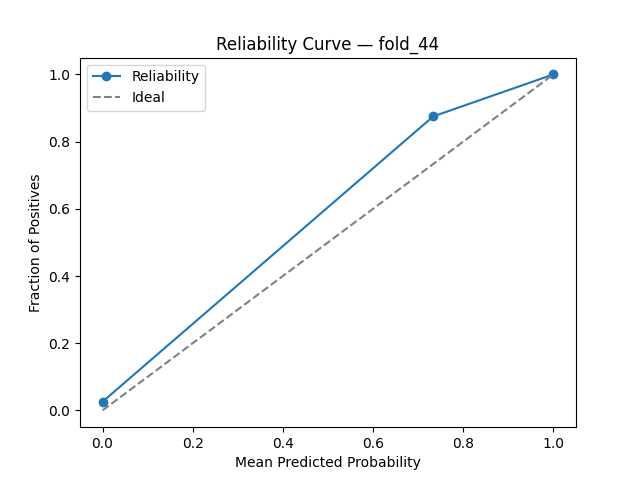 Reliability Curve — fold_44
Reliability
Ideal
Fraction of Positives
1.0
0.8
0.6
0.4
0.2
0.0
0.0 0.2 0.4 0.6 0.8 1.0
Mean Predicted Probability